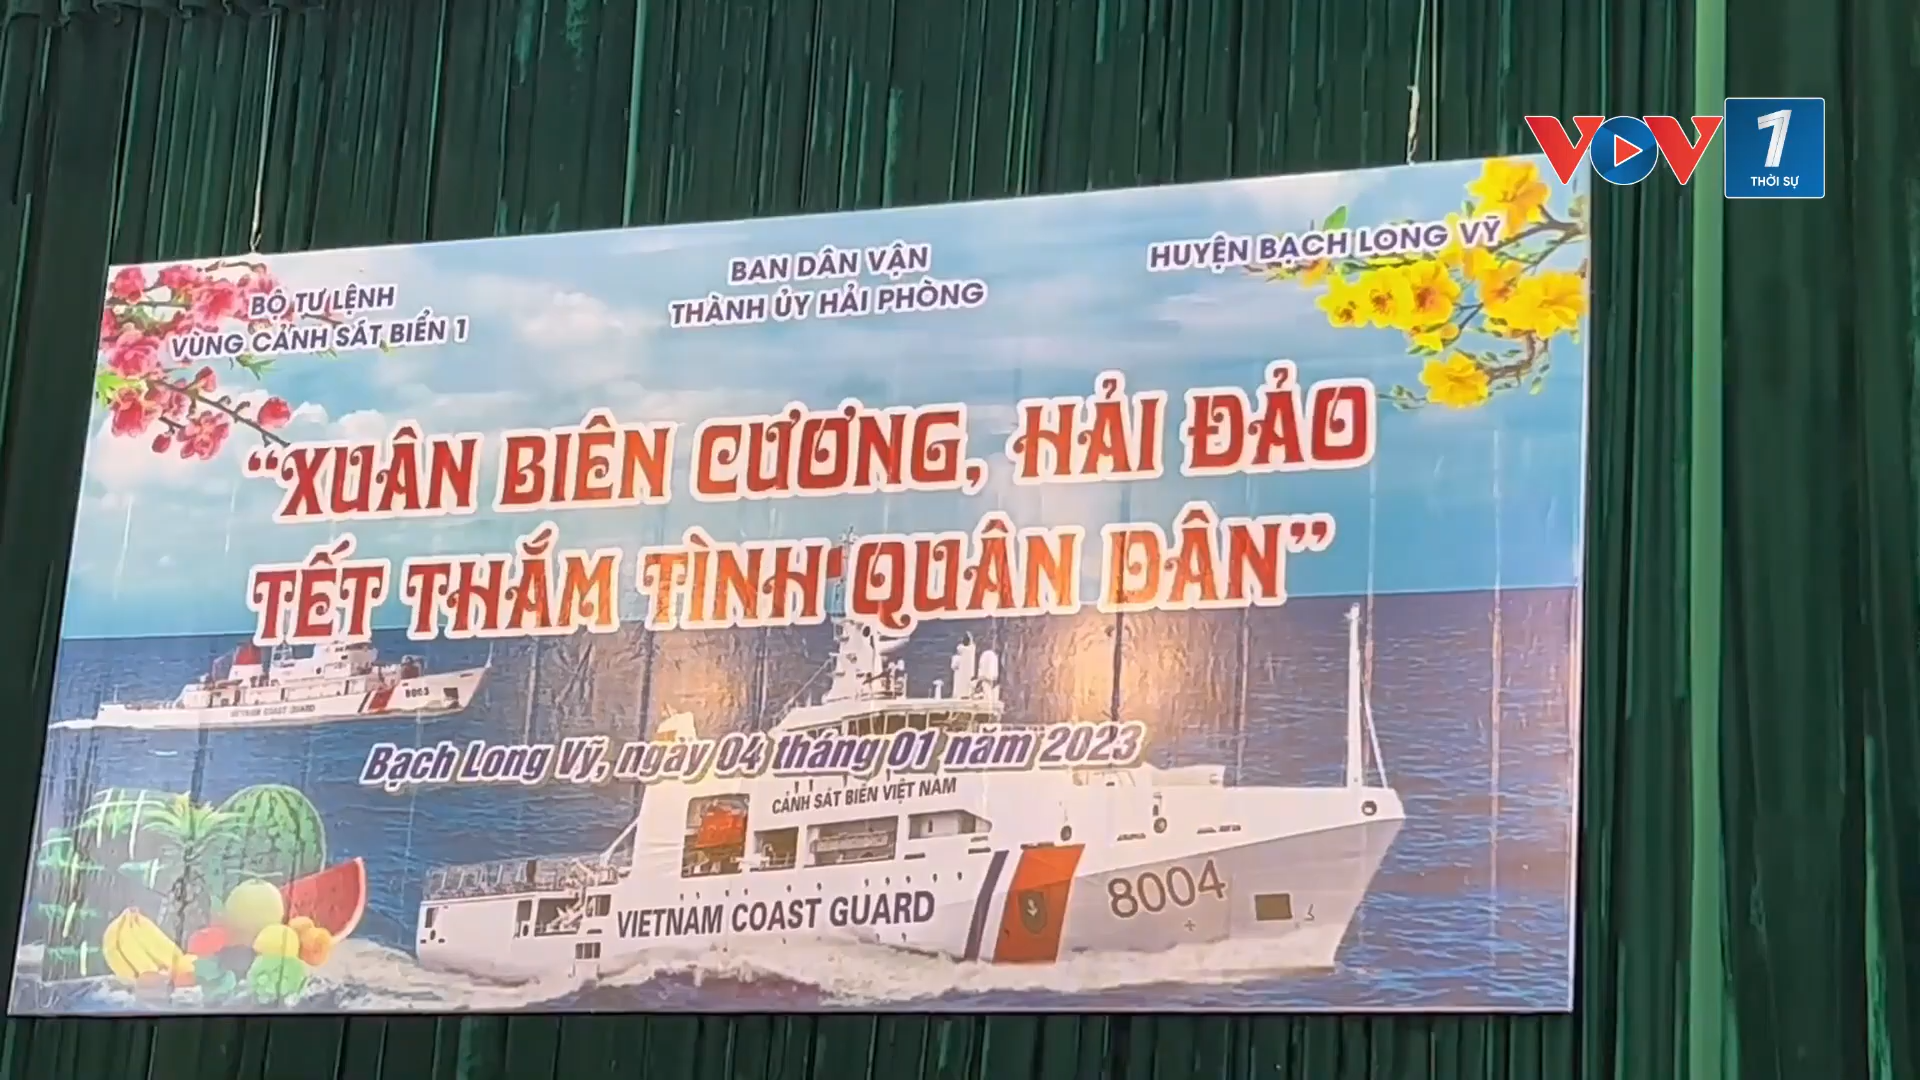 VOV 1
THỜI SỰ
BỘ TƯ LỆNH
VÙNG CẢNH SÁT BIỂN 1
BAN DÂN VẬN
THÀNH ỦY HẢI PHÒNG
HUYỆN BẠCH LONG VỸ
“XUÂN BIÊN CƯƠNG, HẢI ĐẢO
TẾT THẮM TÌNH QUÂN DÂN”
8003
VIETNAM COAST GUARD
Bạch Long Vỹ, ngày 04 tháng 01 năm 2023
CẢNH SÁT BIỂN VIỆT NAM
VIETNAM COAST GUARD
8004